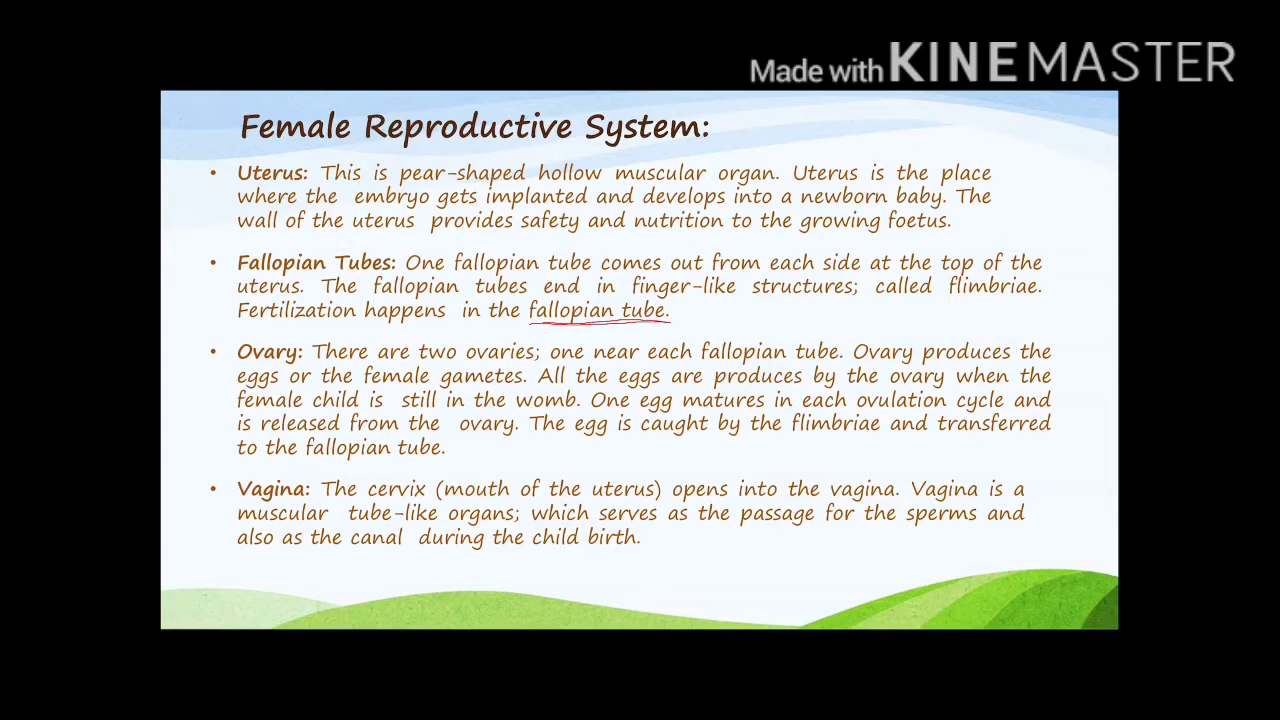 Made with KINEMASTER
Female Reproductive System:
• Uterus: This is pear-shaped hollow muscular organ. Uterus is the place
where the embryo gets implanted and develops into a newborn baby. The
wall of the uterus provides safety and nutrition to the growing foetus.
• Fallopian Tubes: One fallopian tube comes out from each side at the top of the
uterus. The fallopian tubes end in finger-like structures; called flimbriae.
Fertilization happens in the fallopian tube.
• Ovary: There are two ovaries; one near each fallopian tube. Ovary produces the
eggs or the female gametes. All the eggs are produces by the ovary when the
female child is still in the womb. One egg matures in each ovulation cycle and
is released from the ovary. The egg is caught by the flimbriae and transferred
to the fallopian tube.
• Vagina: The cervix (mouth of the uterus) opens into the vagina. Vagina is a
muscular tube-like organs; which serves as the passage for the sperms and
also as the canal during the child birth.